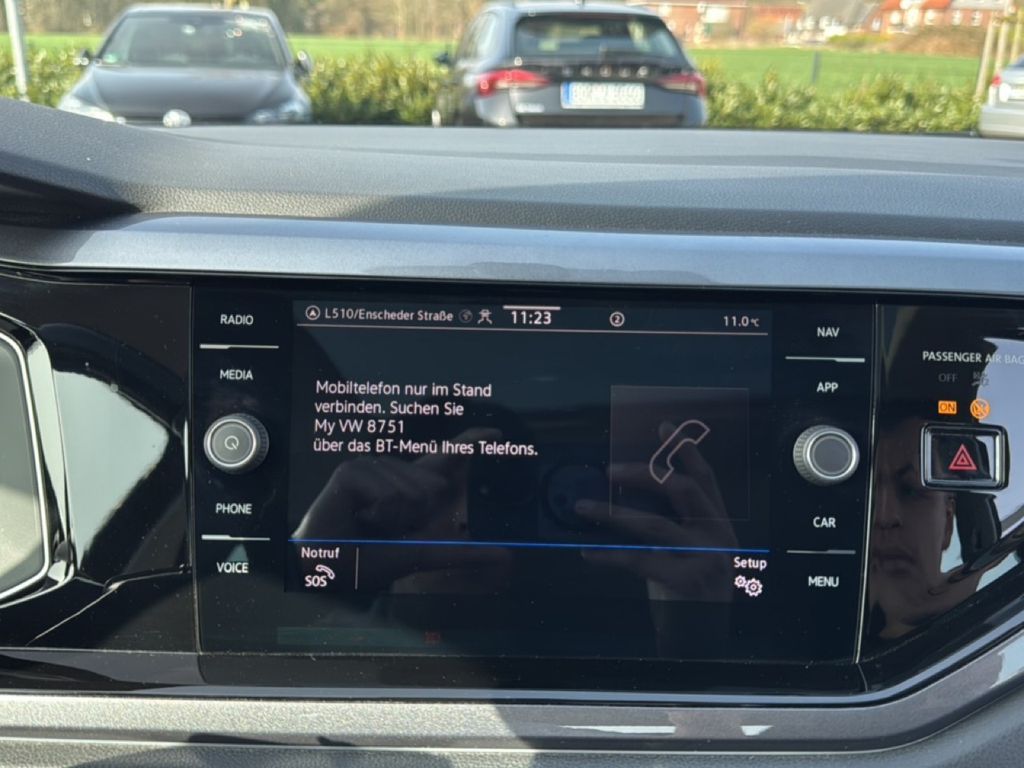 L510/Enscheder Straße
11:23
2
11.0°C
RADIO
MEDIA
PHONE
VOICE
Mobiltelefon nur im Stand
verbinden. Suchen Sie
My VW 8751
über das BT-Menü Ihres Telefons.
Notruf
SOS
Setup
NAV
APP
CAR
MENU
PASSENGER AIR BAG
OFF
ON
SKODA